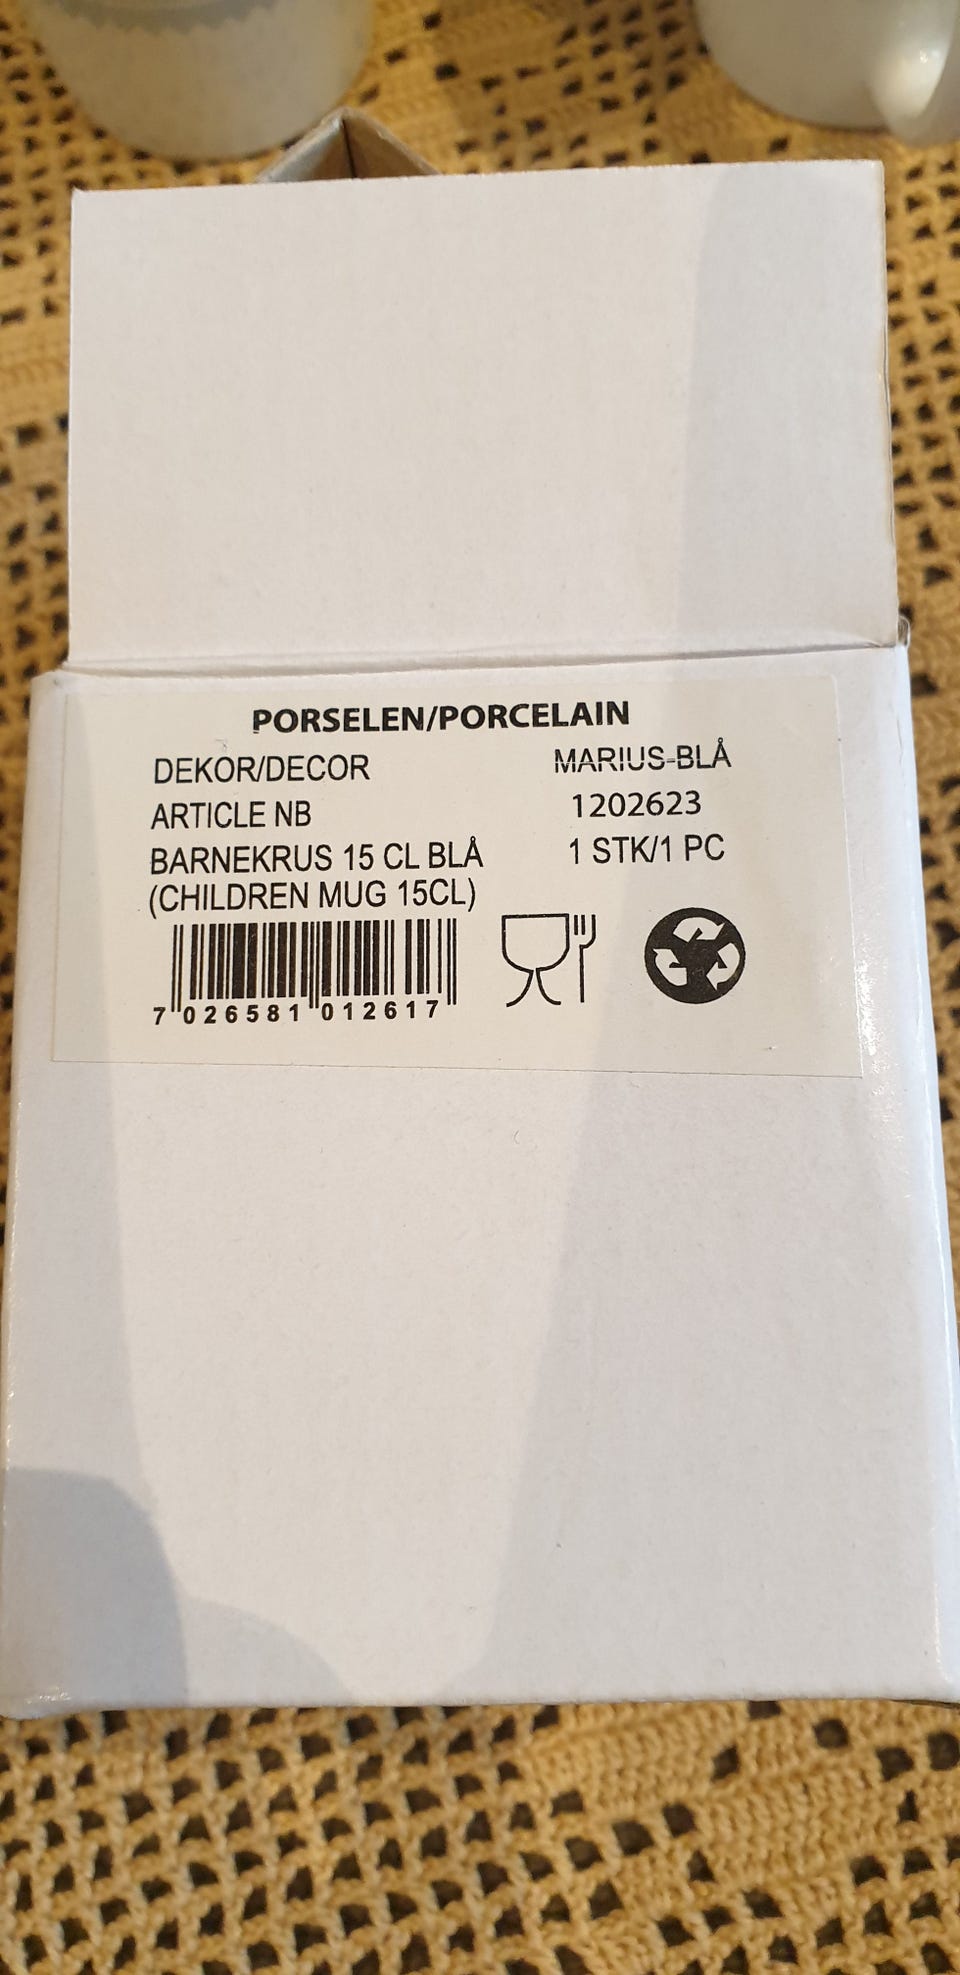 PORSELEN/PORCELAIN
DEKOR/DECOR MARIUS-BLÅ
ARTICLE NB 1202623
BARNEKRUS 15 CL BLÅ 1 STK/1 PC
(CHILDREN MUG 15CL)
7 026581 012617